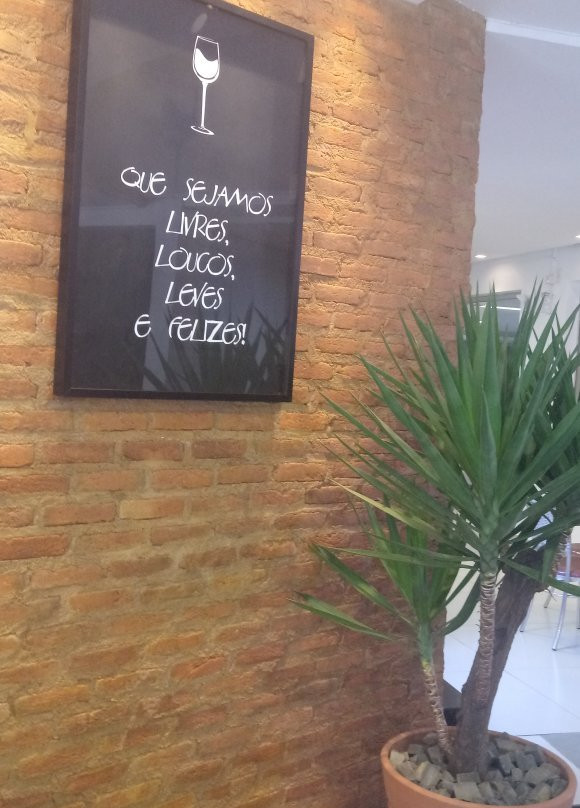 QUE SEJAMOS
LIVRES,
LOUCOS,
LEVES
E FELIZES!